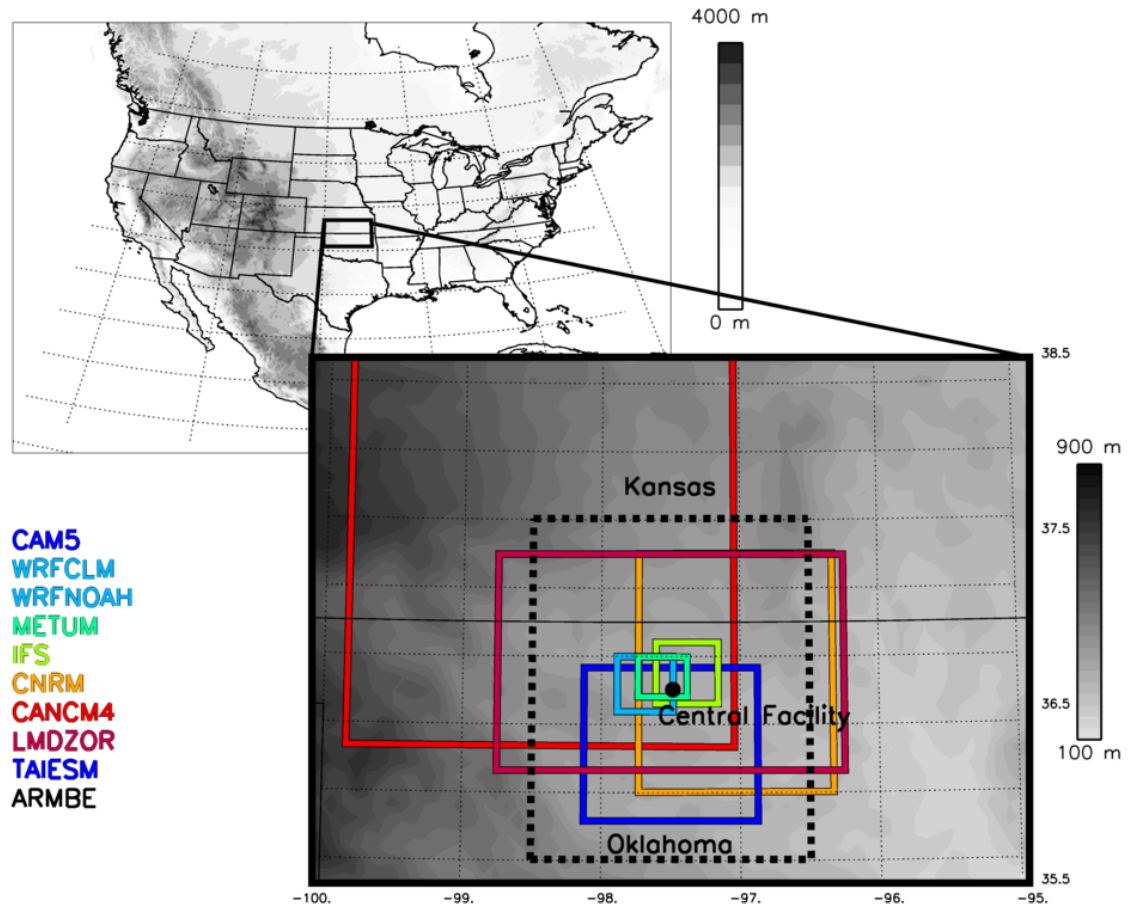 4000 m
0 m
38.5
900 m
Kansas
37.5
CAM5
WRFCLM
WRFNOAH
METUM
IFS
CNRM
CANCM4
LMDZOR
TAIESM
ARMBE
Central Facility
36.5
100 m
Oklahoma
35.5
-100.
-99.
-98.
-97.
-96.
-95.